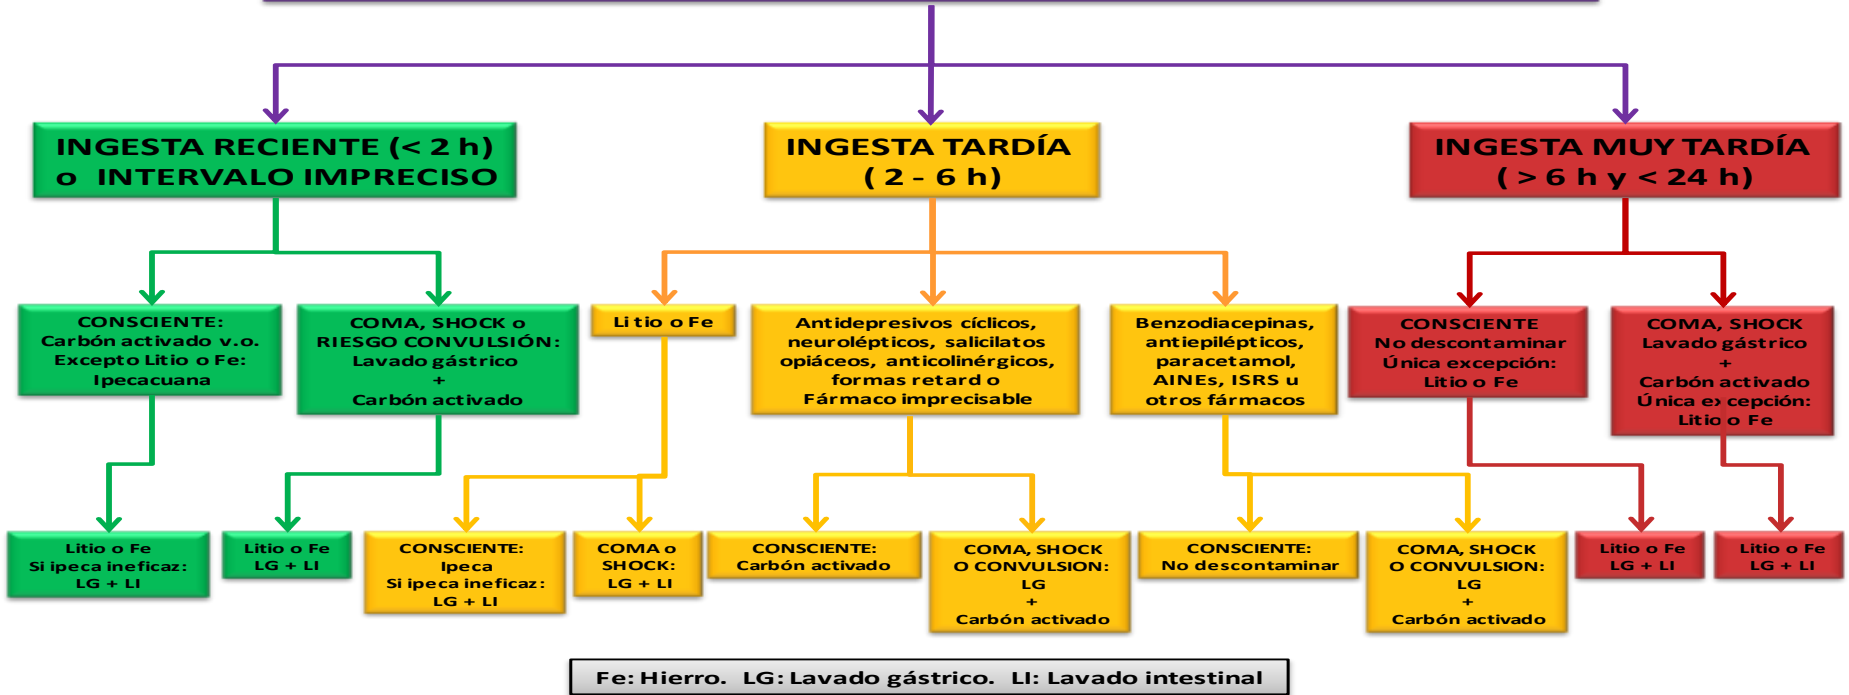 INGESTA RECIENTE (< 2 h)
o INTERVALO IMPRECISO
INGESTA TARDÍA
( 2 - 6 h)
INGESTA MUY TARDÍA
( > 6 h y < 24 h)
CONSCIENTE:
Carbón activado v.o.
Excepto Litio o Fe:
Ipecacuana
COMA, SHOCK o
RIESGO CONVULSIÓN:
Lavado gástrico
+
Carbón activado
Litio o Fe
Antidepresivos cíclicos,
neurolépticos, salicilatos
opiáceos, anticolinérgicos,
formas retard o
Fármaco imprecisable
Benzodiacepinas,
antiepilépticos,
paracetamol,
AINEs, ISRS u
otros fármacos
CONSCIENTE
No descontaminar
Única excepción:
Litio o Fe
COMA, SHOCK
Lavado gástrico
+
Carbón activado
Única excepción:
Litio o Fe
Litio o Fe
Si ipeca ineficaz:
LG + LI
Litio o Fe
LG + LI
CONSCIENTE:
Ipeca
Si ipeca ineficaz:
LG + LI
COMA o
SHOCK:
LG + LI
CONSCIENTE:
Carbón activado
COMA, SHOCK
O CONVULSION:
LG
+
Carbón activado
CONSCIENTE:
No descontaminar
COMA, SHOCK
O CONVULSION:
LG
+
Carbón activado
Litio o Fe
LG + LI
Litio o Fe
LG + LI
Fe: Hierro. LG: Lavado gástrico. LI: Lavado intestinal